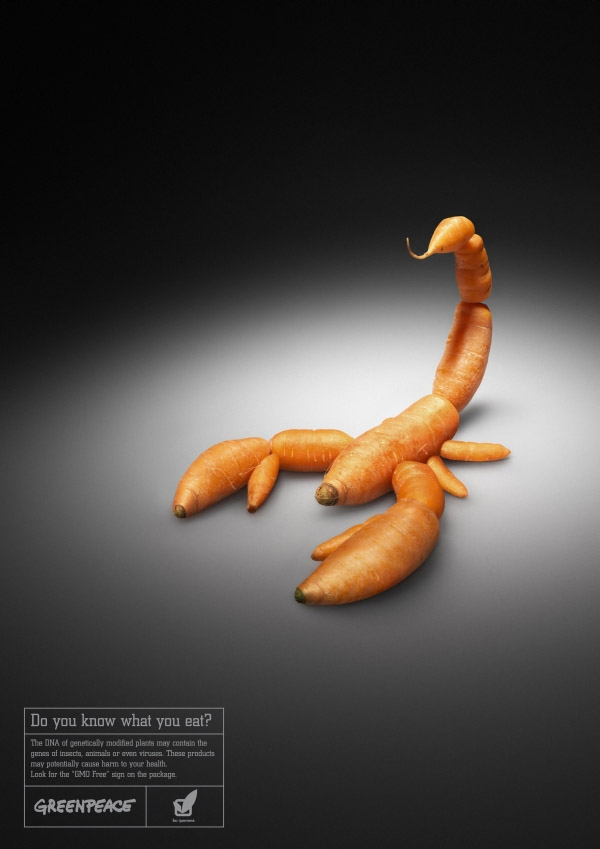 Do you know what you eat?
The DNA of genetically modified plants may contain the
genes of insects, animals or even viruses. These products
may potentially cause harm to your health.
Look for the "GMO Free" sign on the package.
GREENPEACE